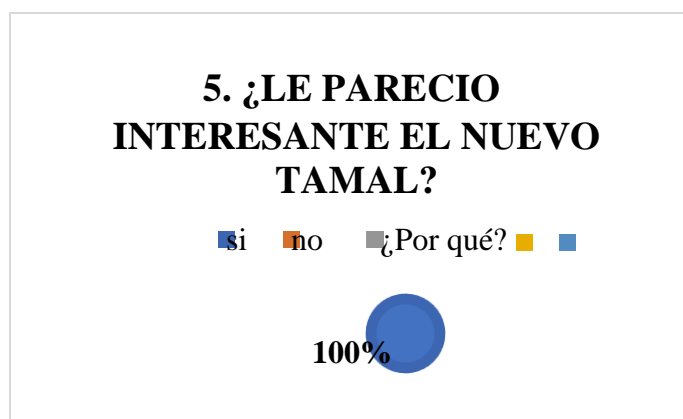 5. ¿LE PARECIO
INTERESANTE EL NUEVO
TAMAL?
si no ¿Por qué?
100%